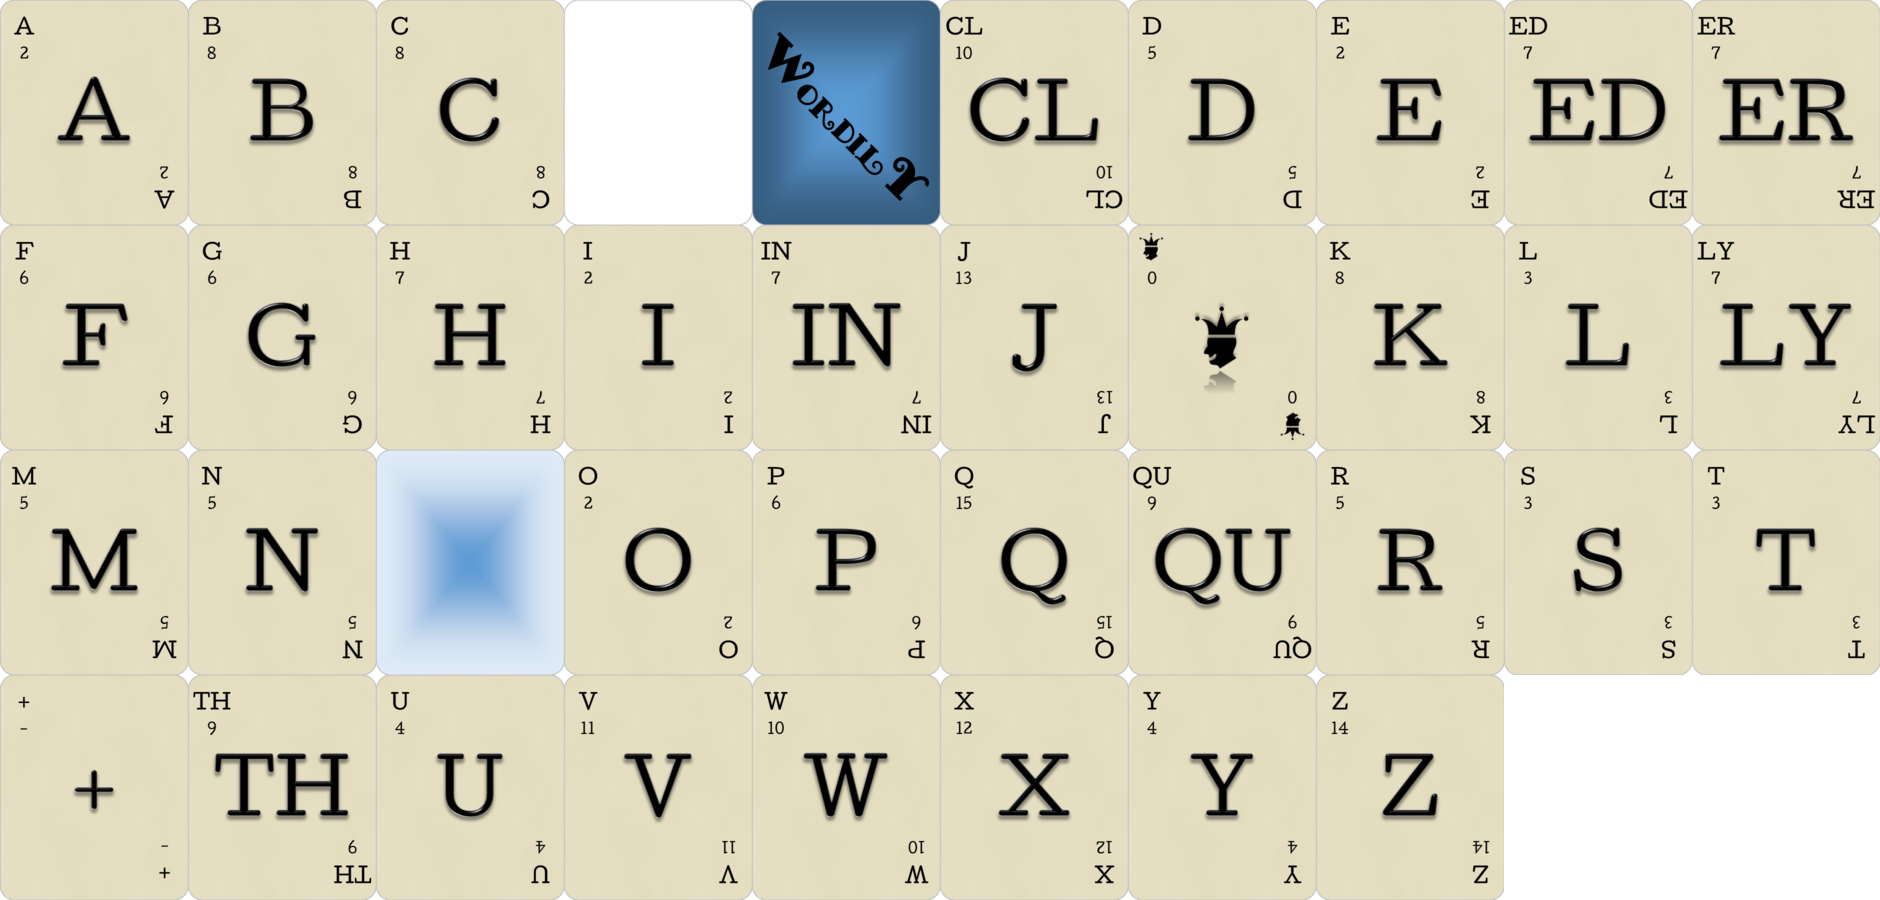 A
2
A
2
A
B
8
B
8
B
C
8
C
8
C
WORDILY
CL
10
CL
10
CL
D
5
D
5
D
E
2
E
2
E
ED
7
ED
7
ED
ER
7
ER
7
ER
F
6
F
6
F
G
6
G
6
G
H
7
H
7
H
I
2
I
2
I
IN
7
IN
7
IN
J
13
J
13
J
0
0
K
8
K
8
K
L
3
L
3
L
LY
7
LY
7
LY
M
5
M
5
M
N
5
N
5
N
O
2
O
2
O
P
6
P
6
P
Q
15
Q
15
Q
QU
9
QU
9
QU
R
5
R
5
R
S
3
S
3
S
T
3
T
3
T
+
-
+
-
+
TH
9
TH
9
TH
U
4
U
4
U
V
11
V
11
V
W
10
W
10
W
X
12
X
12
X
Y
4
Y
4
Y
Z
14
Z
14
Z